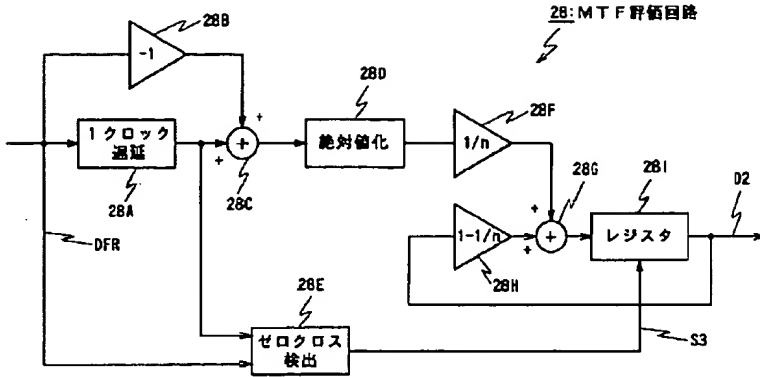 28:MTF評価回路
28B
-1
28D
28F
1クロック
遅延
+
+
+
絶対値化
1/n
28A
28C
28G
28I
D2
+
+
+
1-1/n
レジスタ
DFR
28H
28E
ゼロクロス
検出
S3